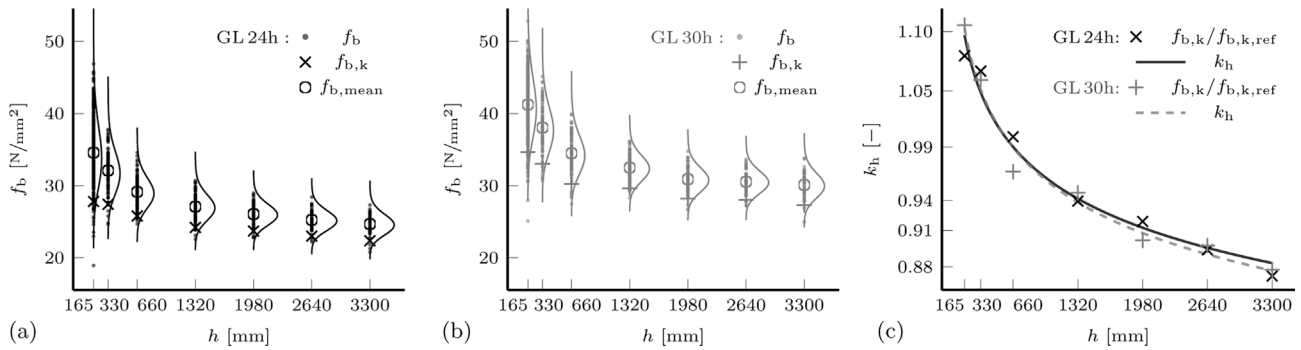 50
40
30
20
f_b [N/mm2]
GL 24h :
f_b
f_b,k
f_b,mean
165 330 660 1320 1980 2640 3300
(a)
h [mm]
50
40
30
20
f_b [N/mm2]
GL 30h :
f_b
f_b,k
f_b,mean
165 330 660 1320 1980 2640 3300
(b)
h [mm]
1.10
1.05
0.99
0.94
0.91
0.88
k_h [−]
GL 24h:
f_b,k/f_b,k,ref
k_h
GL 30h:
f_b,k/f_b,k,ref
k_h
165 330 660 1320 1980 2640 3300
(c)
h [mm]